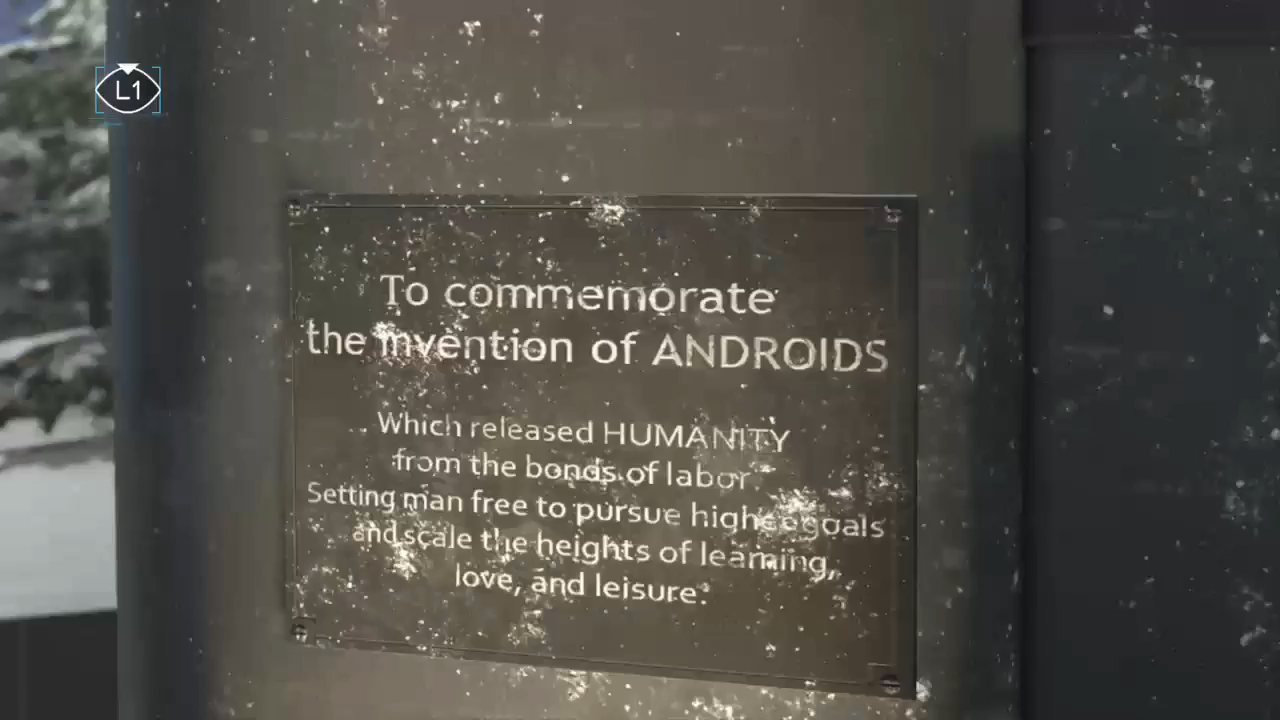 L1
To commemorate
the invention of ANDROIDS
Which released HUMANITY
from the bonds of labor.
Setting man free to pursue higher goals
and scale the heights of learning,
love, and leisure.